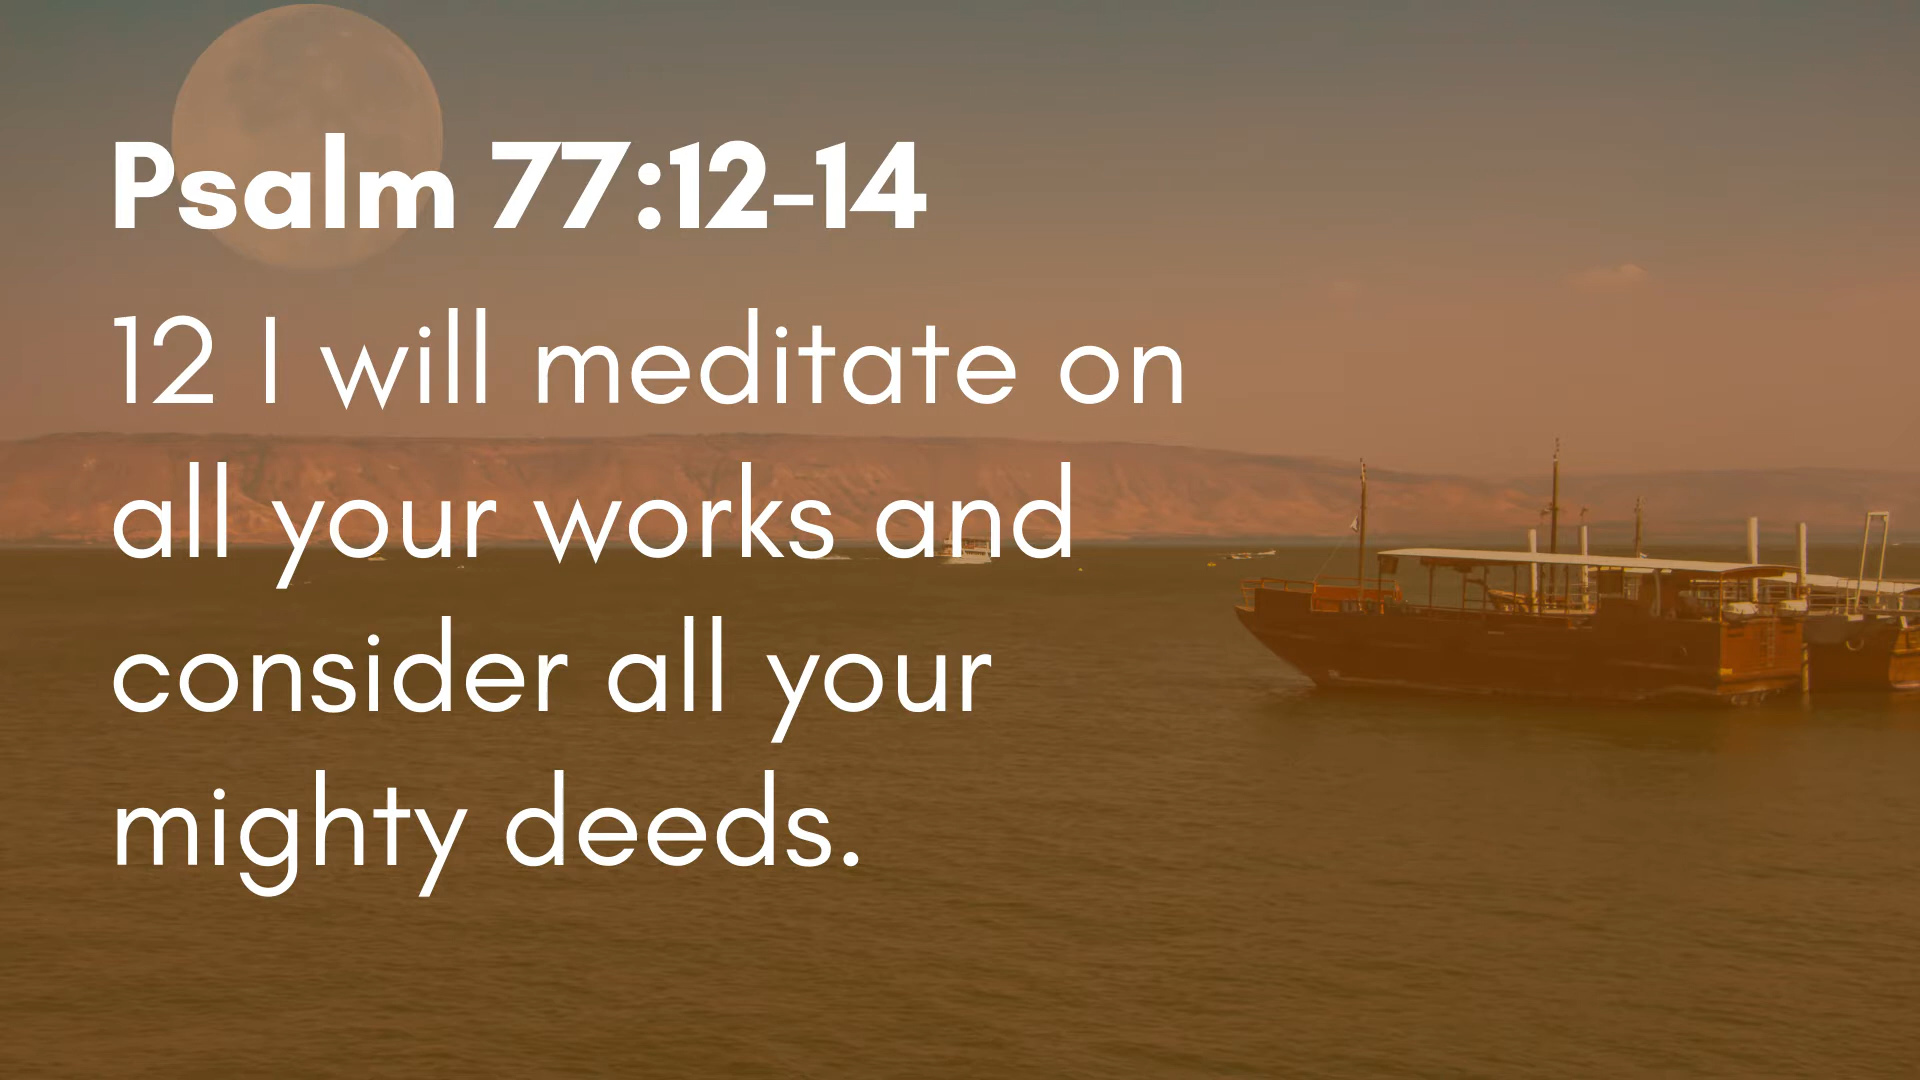 Psalm 77:12-14
12 I will meditate on
all your works and
consider all your
mighty deeds.